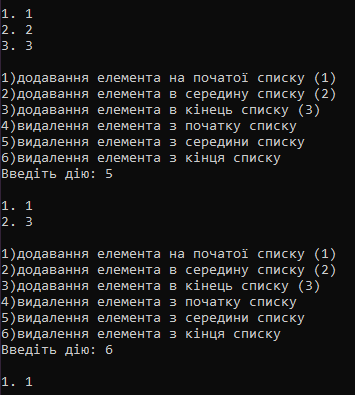 1. 1
2. 2
3. 3
1)додавання елемента на початої списку (1)
2)додавання елемента в середину списку (2)
3)додавання елемента в кінець списку (3)
4)видалення елемента з початку списку
5)видалення елемента з середини списку
6)видалення елемента з кінця списку
Введіть дію: 5
1. 1
2. 3
1)додавання елемента на початої списку (1)
2)додавання елемента в середину списку (2)
3)додавання елемента в кінець списку (3)
4)видалення елемента з початку списку
5)видалення елемента з середини списку
6)видалення елемента з кінця списку
Введіть дію: 6
1. 1